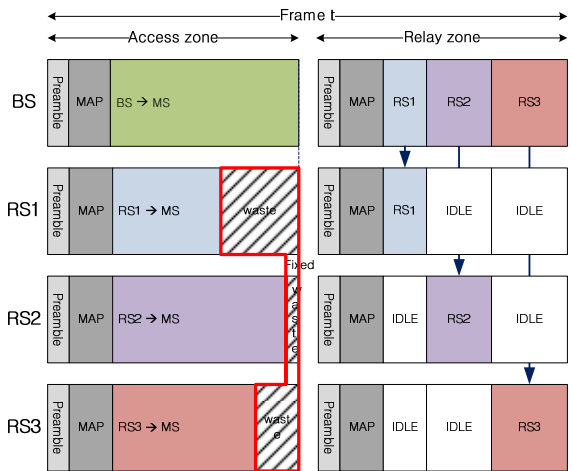 Frame t
Access zone
Relay zone
BS
Preamble
MAP
BS → MS
Preamble
MAP
RS1
RS2
RS3
RS1
Preamble
MAP
RS1 → MS
waste
Preamble
MAP
RS1
IDLE
IDLE
Fixed
RS2
Preamble
MAP
RS2 → MS
waste
Preamble
MAP
IDLE
RS2
IDLE
RS3
Preamble
MAP
RS3 → MS
wast
e
Preamble
MAP
IDLE
IDLE
RS3